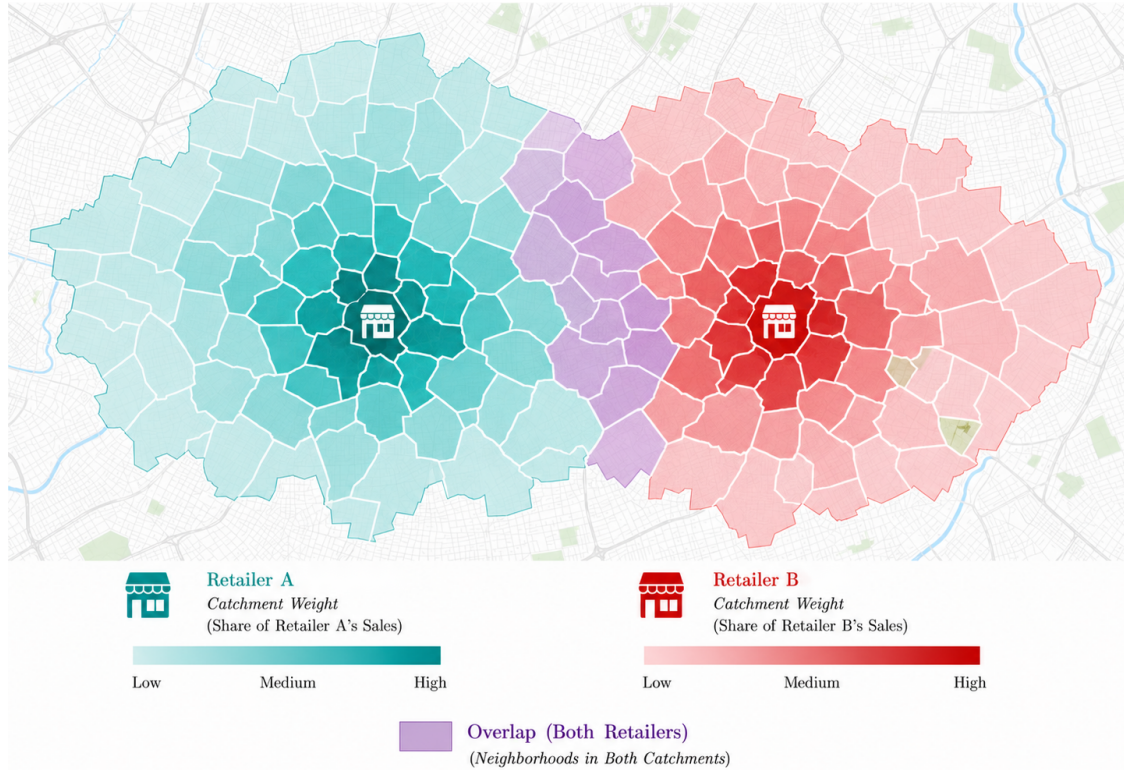 Retailer A
Catchment Weight
(Share of Retailer A's Sales)
Low Medium High
Retailer B
Catchment Weight
(Share of Retailer B's Sales)
Low Medium High
Overlap (Both Retailers)
(Neighborhoods in Both Catchments)